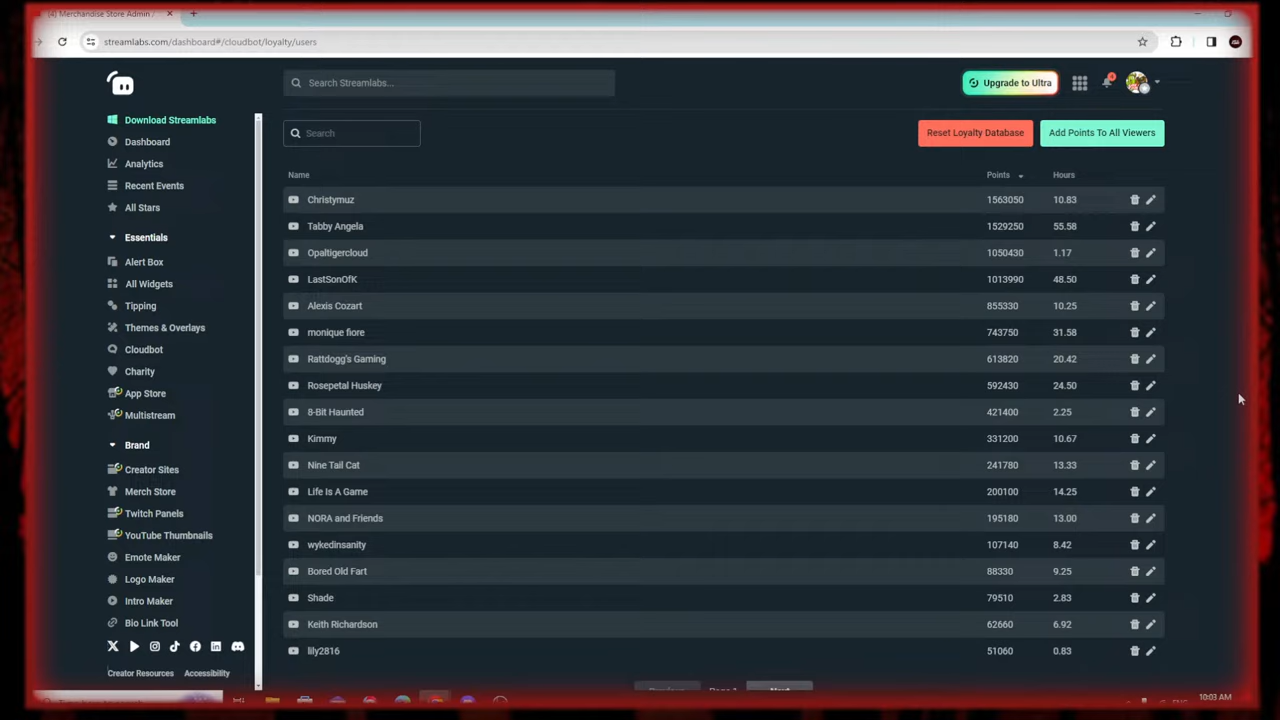 (4) Merchandise Store Admin /
streamlabs.com/dashboard#/cloudbot/loyalty/users
Search Streamlabs...
Upgrade to Ultra
Download Streamlabs
Dashboard
Analytics
Recent Events
All Stars
Essentials
Alert Box
All Widgets
Tipping
Themes & Overlays
Cloudbot
Charity
App Store
Multistream
Brand
Creator Sites
Merch Store
Twitch Panels
YouTube Thumbnails
Emote Maker
Logo Maker
Intro Maker
Bio Link Tool
Creator Resources Accessibility
Search
Reset Loyalty Database
Add Points To All Viewers
Name Points Hours
Christymuz 1563050 10.83
Tabby Angela 1529250 55.58
Opaltigercloud 1050430 1.17
LastSonOfK 1013990 48.50
Alexis Cozart 855330 10.25
monique fiore 743750 31.58
Rattdogg's Gaming 613820 20.42
Rosepetal Huskey 592430 24.50
8-Bit Haunted 421400 2.25
Kimmy 331200 10.67
Nine Tail Cat 241780 13.33
Life Is A Game 200100 14.25
NORA and Friends 195180 13.00
wykedinsanity 107140 8.42
Bored Old Fart 88330 9.25
Shade 79510 2.83
Keith Richardson 62660 6.92
lily2816 51060 0.83
10:03 AM